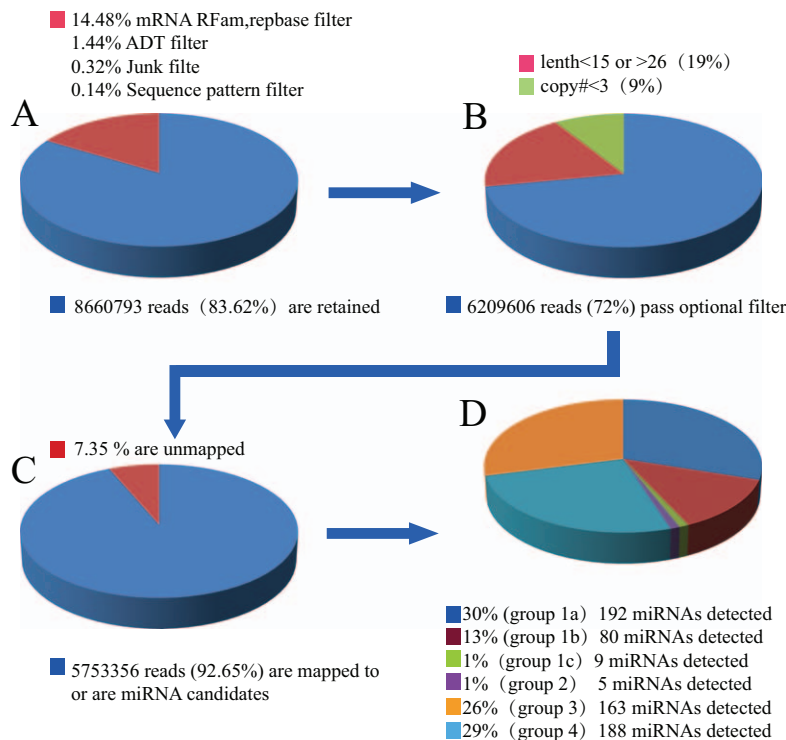 14.48% mRNA RFam,repbase filter
1.44% ADT filter
0.32% Junk filte
0.14% Sequence pattern filter
A
8660793 reads（83.62%）are retained
lenth<15 or >26（19%）
copy#<3（9%）
B
6209606 reads (72%) pass optional filter
7.35 % are unmapped
C
5753356 reads (92.65%) are mapped to
or are miRNA candidates
D
30% (group 1a） 192 miRNAs detected
13% (group 1b） 80 miRNAs detected
1%（group 1c） 9 miRNAs detected
1%（group 2） 5 miRNAs detected
26%（group 3） 163 miRNAs detected
29%（group 4） 188 miRNAs detected